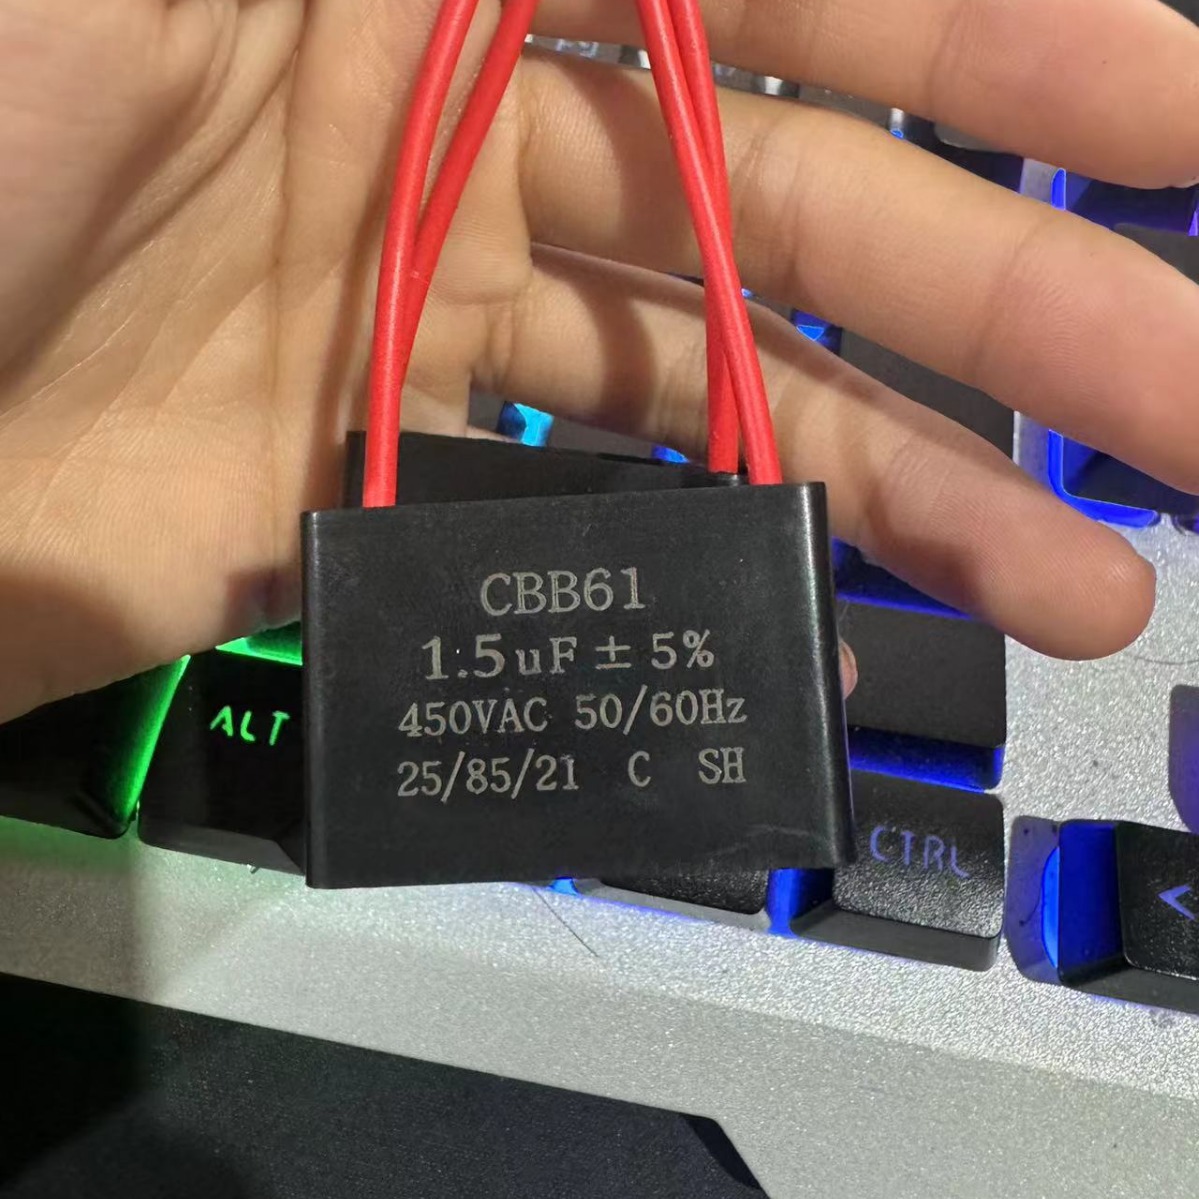 CBB61
1.5uF ± 5%
450VAC 50/60Hz
25/85/21 C SH
ALT
CTRL
<